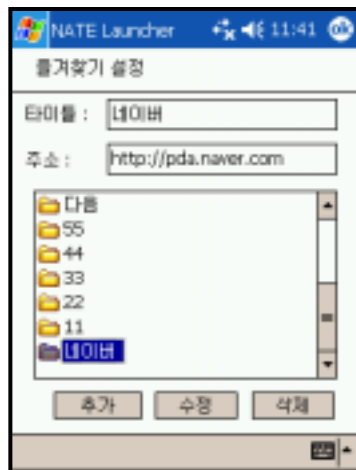 NATE Launcher 11:41 ok
즐겨찾기 설정
타이틀 : 네이버
주소 : http://pda.naver.com
다음
55
44
33
22
11
네이버
추가 수정 삭제